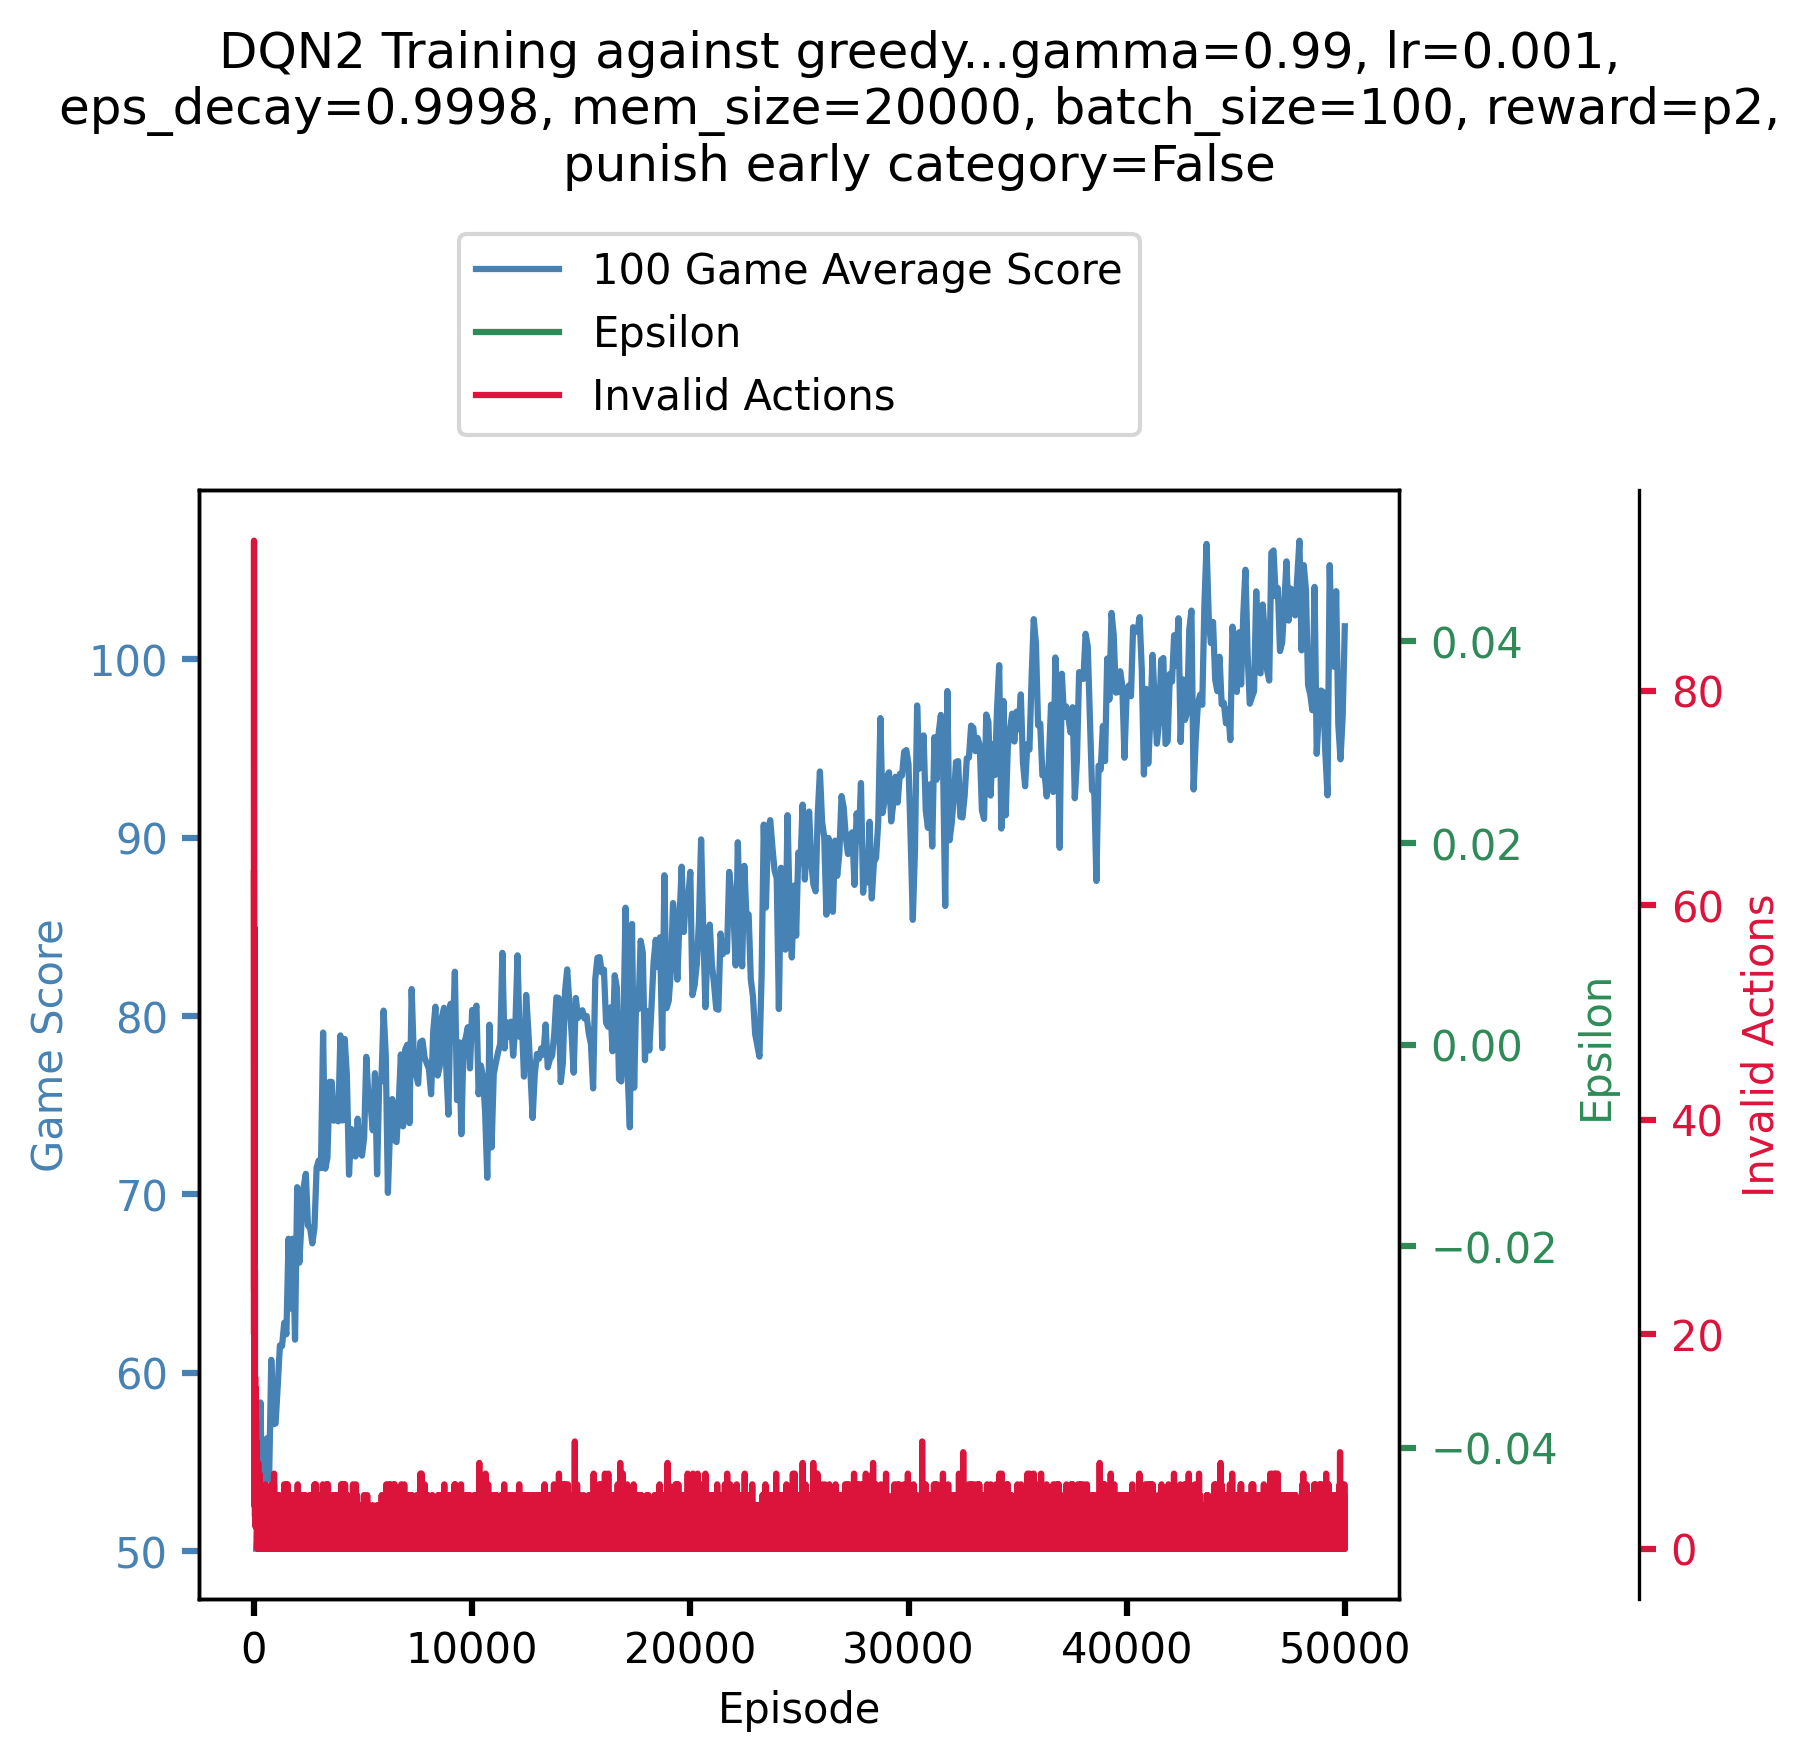 DQN2 Training against greedy...gamma=0.99, lr=0.001,
eps_decay=0.9998, mem_size=20000, batch_size=100, reward=p2,
punish early category=False
100 Game Average Score
Epsilon
Invalid Actions
Game Score
100
90
80
70
60
50
0.04
0.02
0.00
−0.02
−0.04
Epsilon
80
60
40
20
0
Invalid Actions
0 10000 20000 30000 40000 50000
Episode